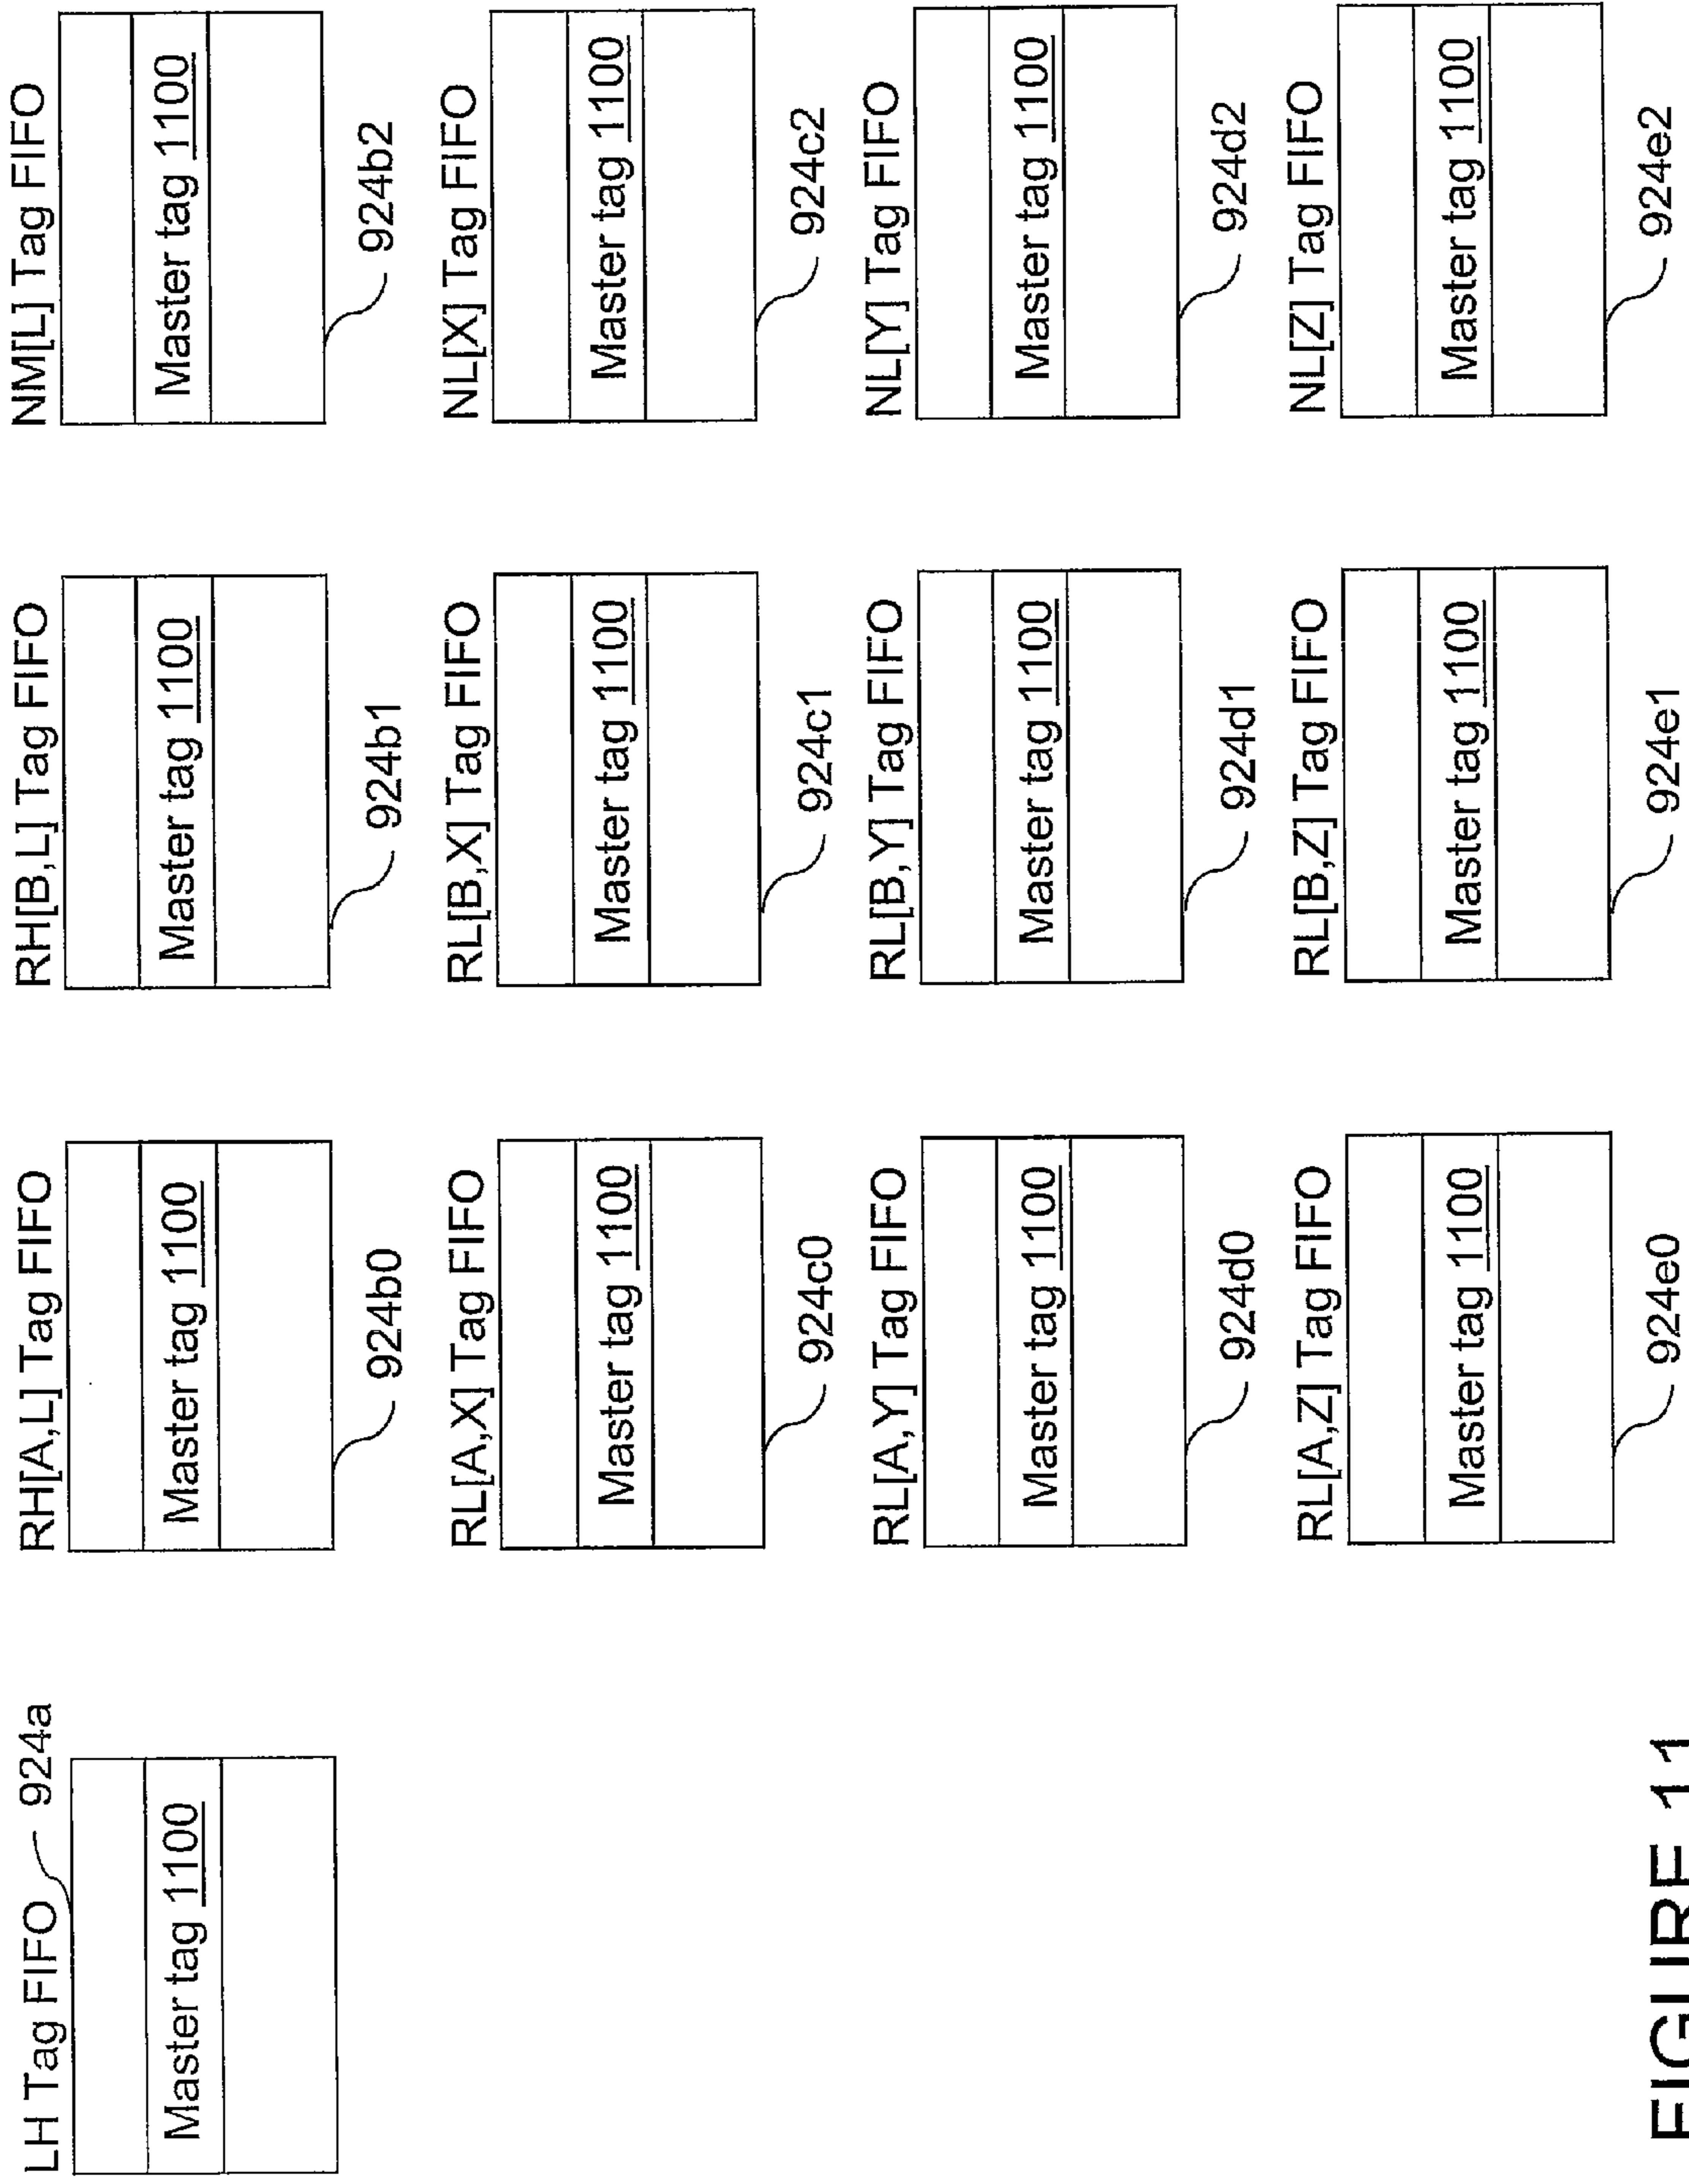 LH Tag FIFO 924a
Master tag 1100
RH[A,L] Tag FIFO
Master tag 1100
924b0
RH[B,L] Tag FIFO
Master tag 1100
924b1
NM[L] Tag FIFO
Master tag 1100
924b2
RL[A,X] Tag FIFO
Master tag 1100
924c0
RL[B,X] Tag FIFO
Master tag 1100
924c1
NL[X] Tag FIFO
Master tag 1100
924c2
RL[A,Y] Tag FIFO
Master tag 1100
924d0
RL[B,Y] Tag FIFO
Master tag 1100
924d1
NL[Y] Tag FIFO
Master tag 1100
924d2
RL[A,Z] Tag FIFO
Master tag 1100
924e0
RL[B,Z] Tag FIFO
Master tag 1100
924e1
NL[Z] Tag FIFO
Master tag 1100
924e2
FIGURE 11